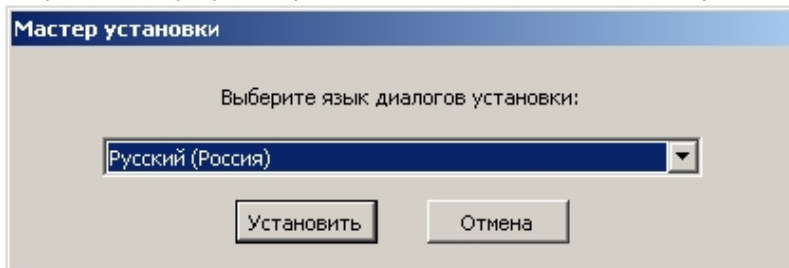 Мастер установки
Выберите язык диалогов установки:
Русский (Россия)
Установить
Отмена